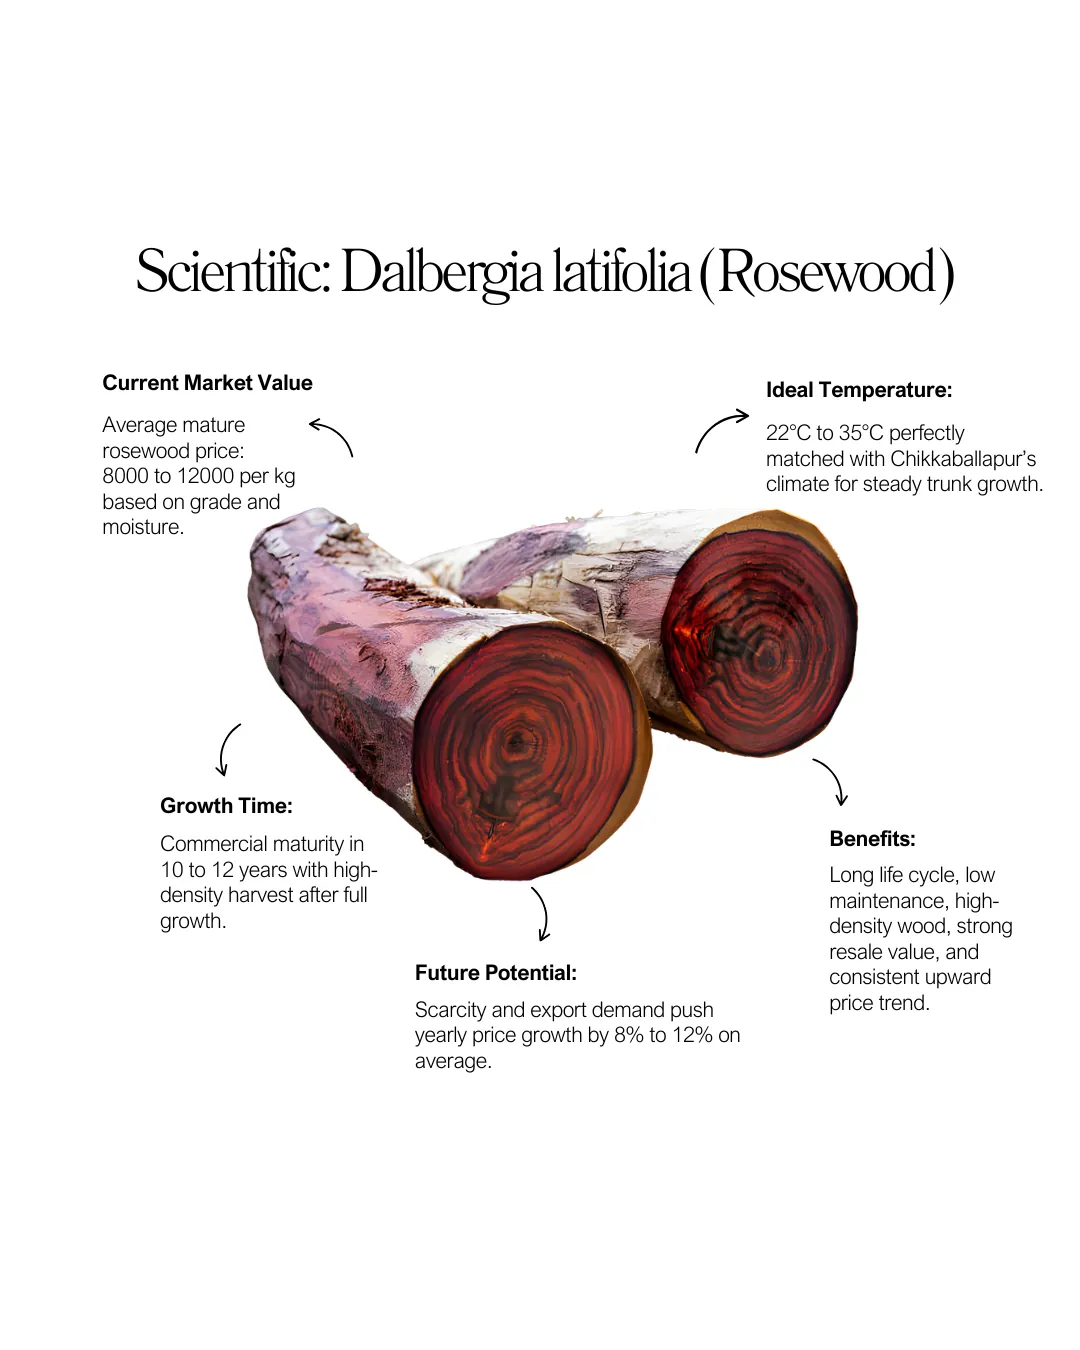 Scientific: Dalbergia latifolia (Rosewood)
Current Market Value
Average mature
rosewood price:
8000 to 12000 per kg
based on grade and
moisture.
Ideal Temperature:
22°C to 35°C perfectly
matched with Chikkaballapur’s
climate for steady trunk growth.
Growth Time:
Commercial maturity in
10 to 12 years with high-
density harvest after full
growth.
Future Potential:
Scarcity and export demand push
yearly price growth by 8% to 12% on
average.
Benefits:
Long life cycle, low
maintenance, high-
density wood, strong
resale value, and
consistent upward
price trend.